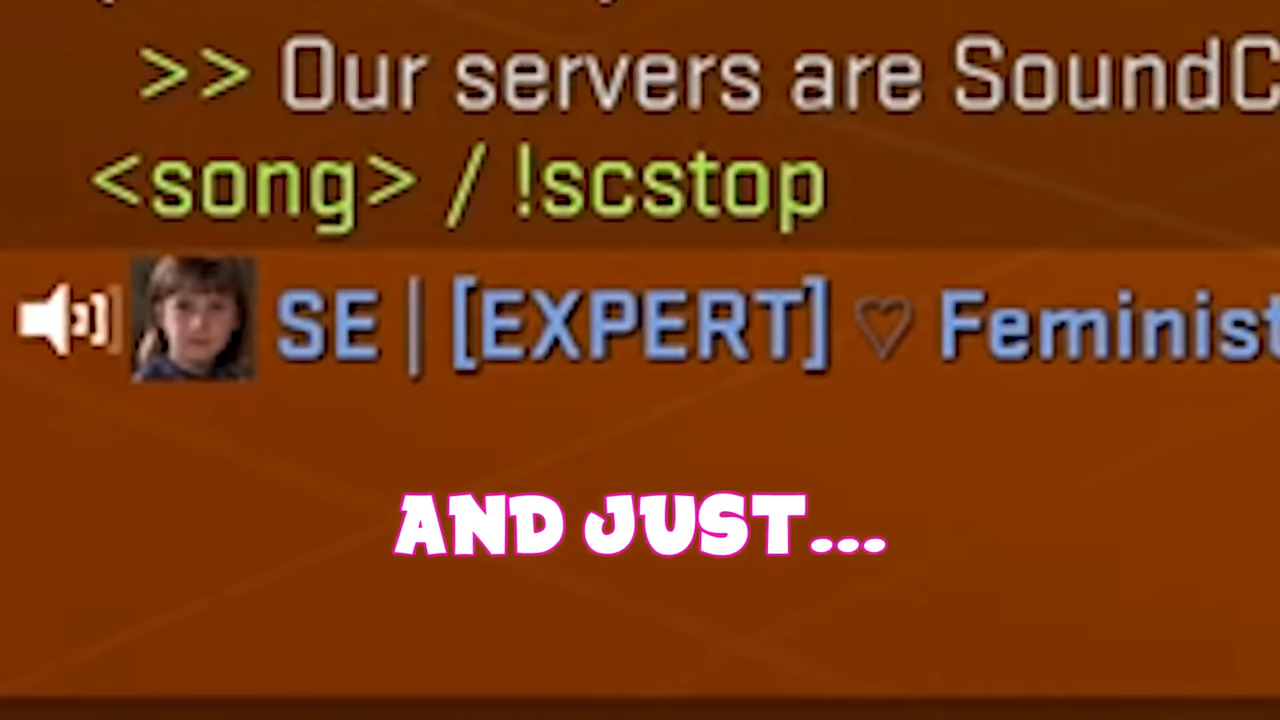 >> Our servers are SoundC
<song> / !scstop
SE | [EXPERT] ♡ Feminist
AND JUST...